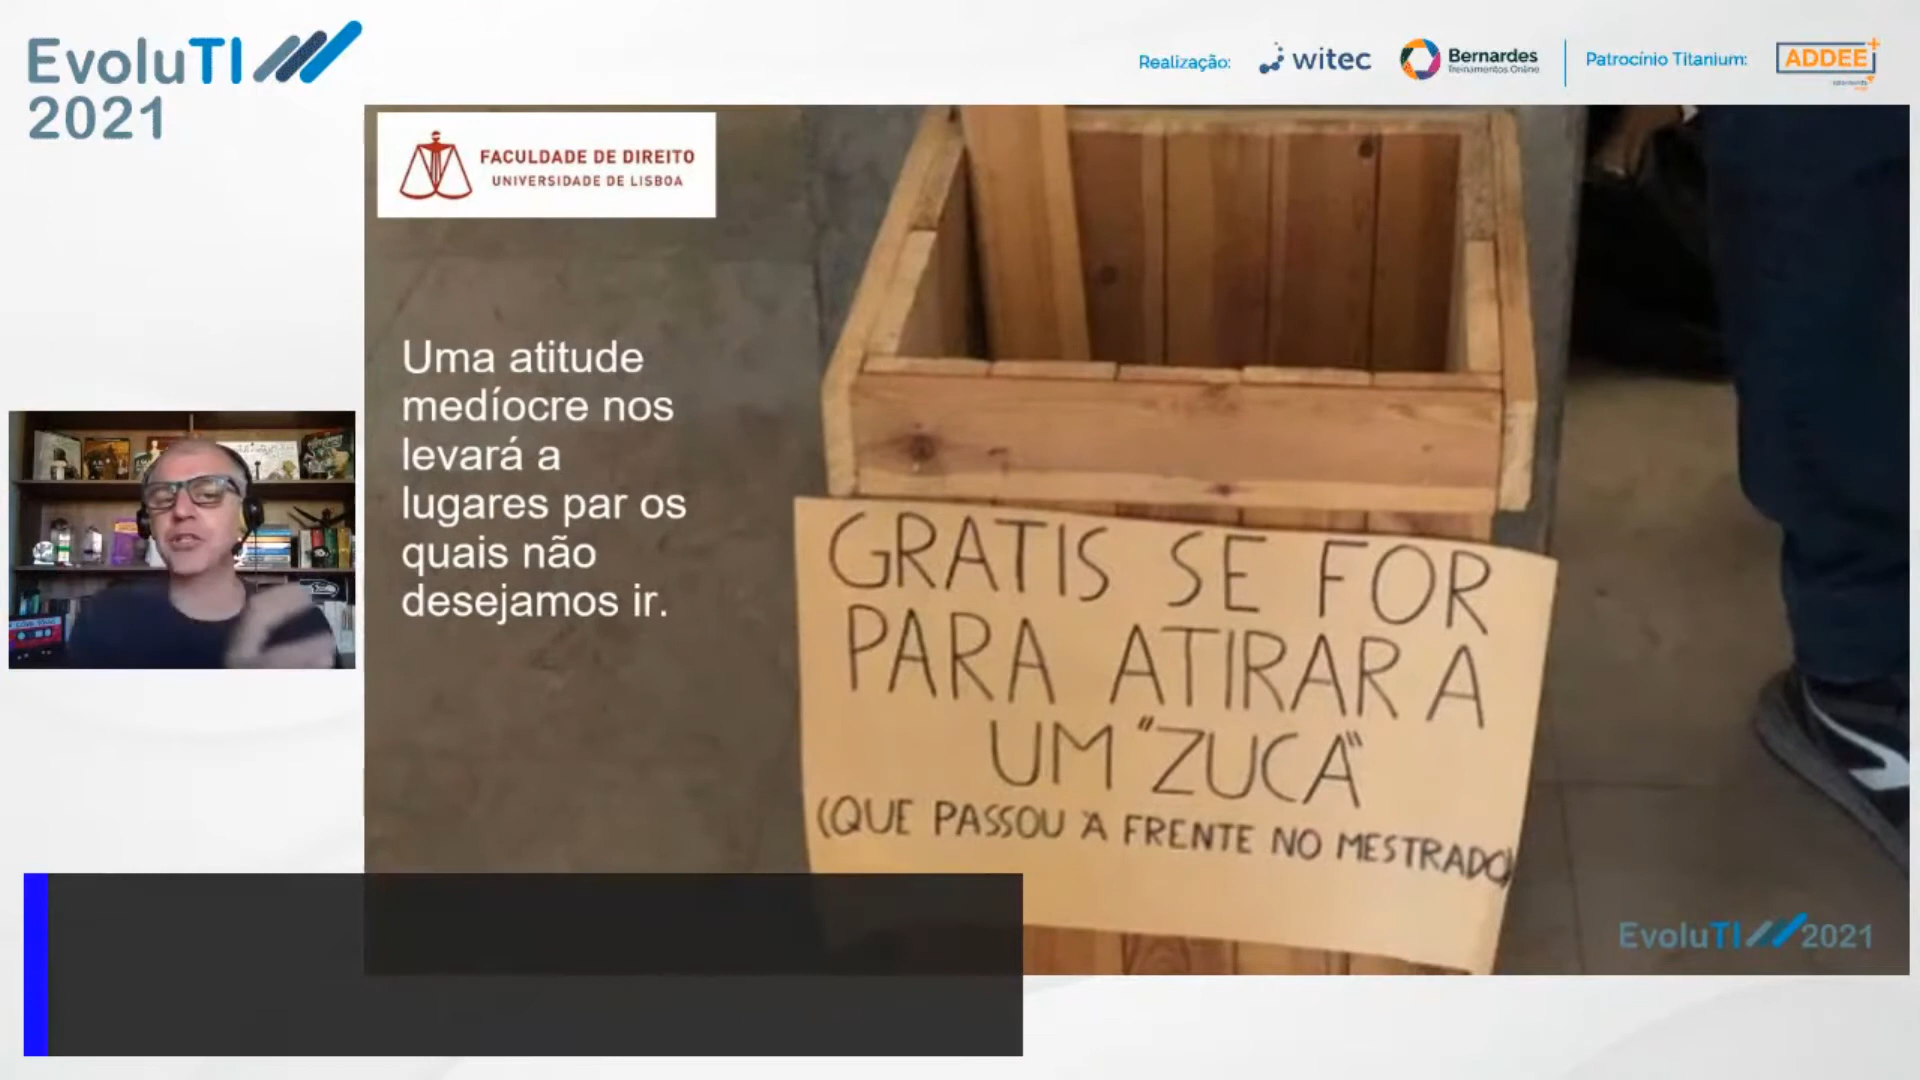 EvoluTI
2021
Realização:
witec
Bernardes
Treinamentos Online
Patrocínio Titanium:
ADDEE
FACULDADE DE DIREITO
UNIVERSIDADE DE LISBOA
Uma atitude
medíocre nos
levará a
lugares par os
quais não
desejamos ir.
GRATIS SE FOR
PARA ATIRAR A
UM "ZUCA"
(QUE PASSOU À FRENTE NO MESTRADO)
EvoluTI 2021